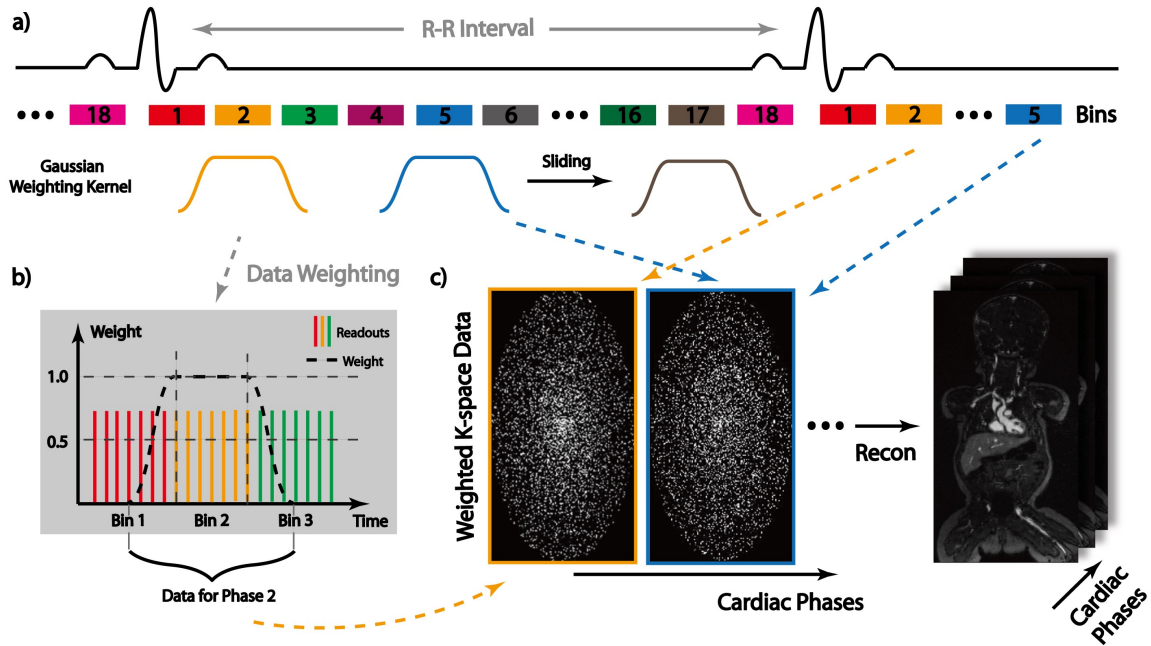 a)
R-R Interval
••• 18 1 2 3 4 5 6 ••• 16 17 18 1 2 ••• 5 Bins
Gaussian
Weighting Kernel
Sliding
b)
Data Weighting
Weight
Readouts
Weight
1.0
0.5
Bin 1 Bin 2 Bin 3 Time
Data for Phase 2
c)
Weighted K-space Data
•••
Recon
Cardiac Phases
Cardiac
Phases